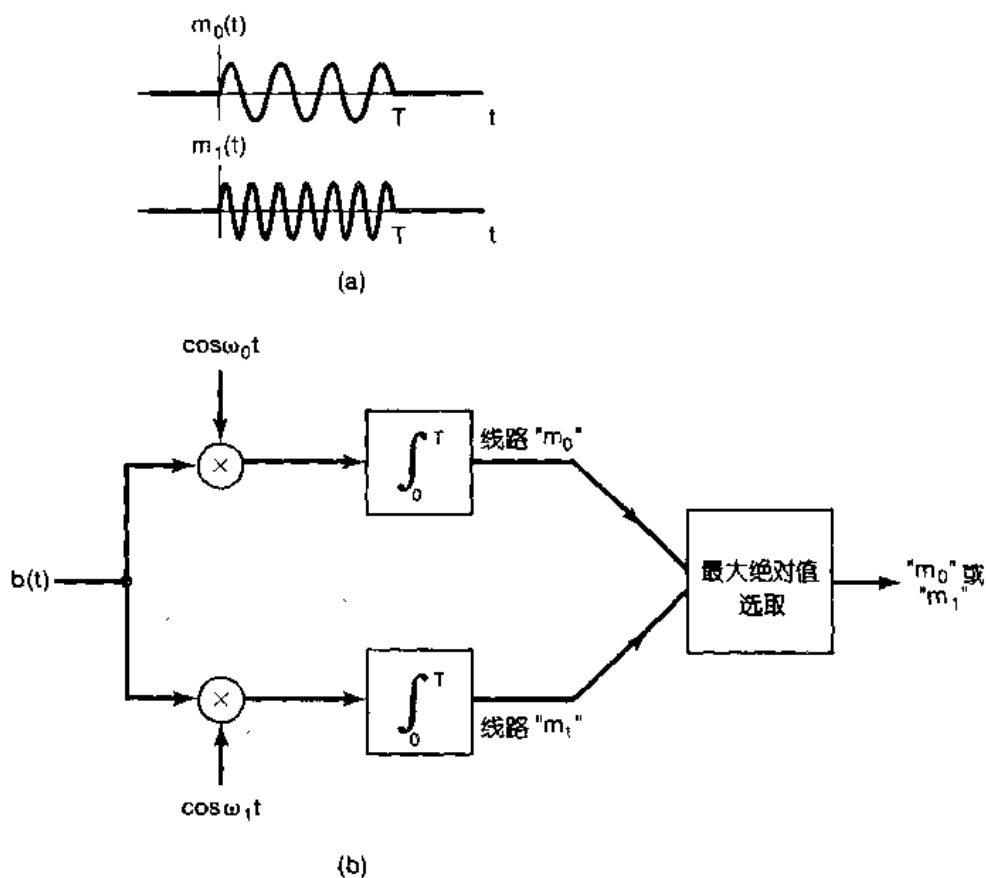 m₀(t)
T
t
m₁(t)
T
t
(a)
cosω₀t
×
∫₀ᵀ
线路 "m₀"
b(t)
最大绝对值
选取
"m₀" 或
"m₁"
×
∫₀ᵀ
线路 "m₁"
cosω₁t
(b)